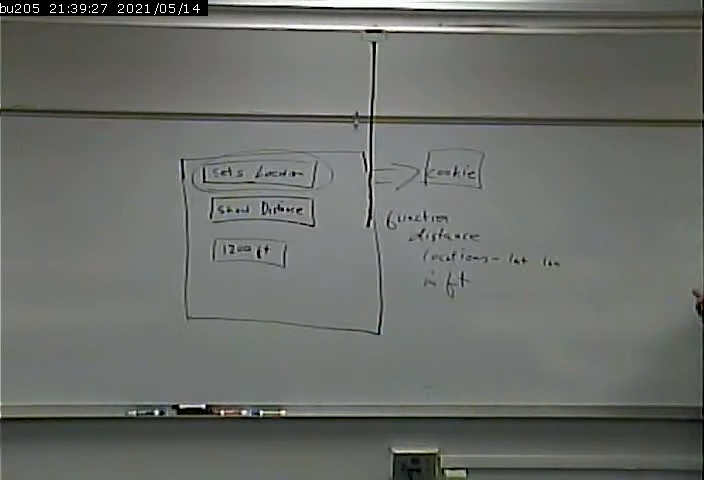 bu205 21:39:27 2021/05/14
Sets Location
cookie
Show Distance
1200 ft
function
distance
locations - lat lon
in ft